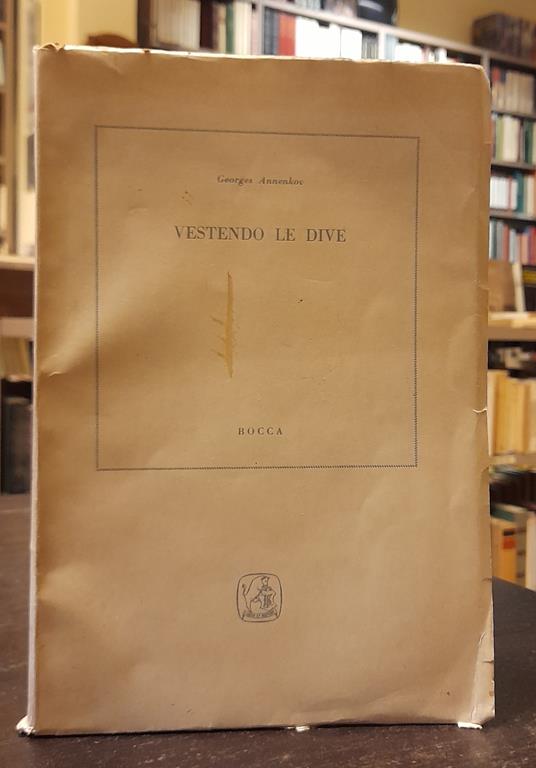 Georges Annenkov
VESTENDO LE DIVE
BOCCA